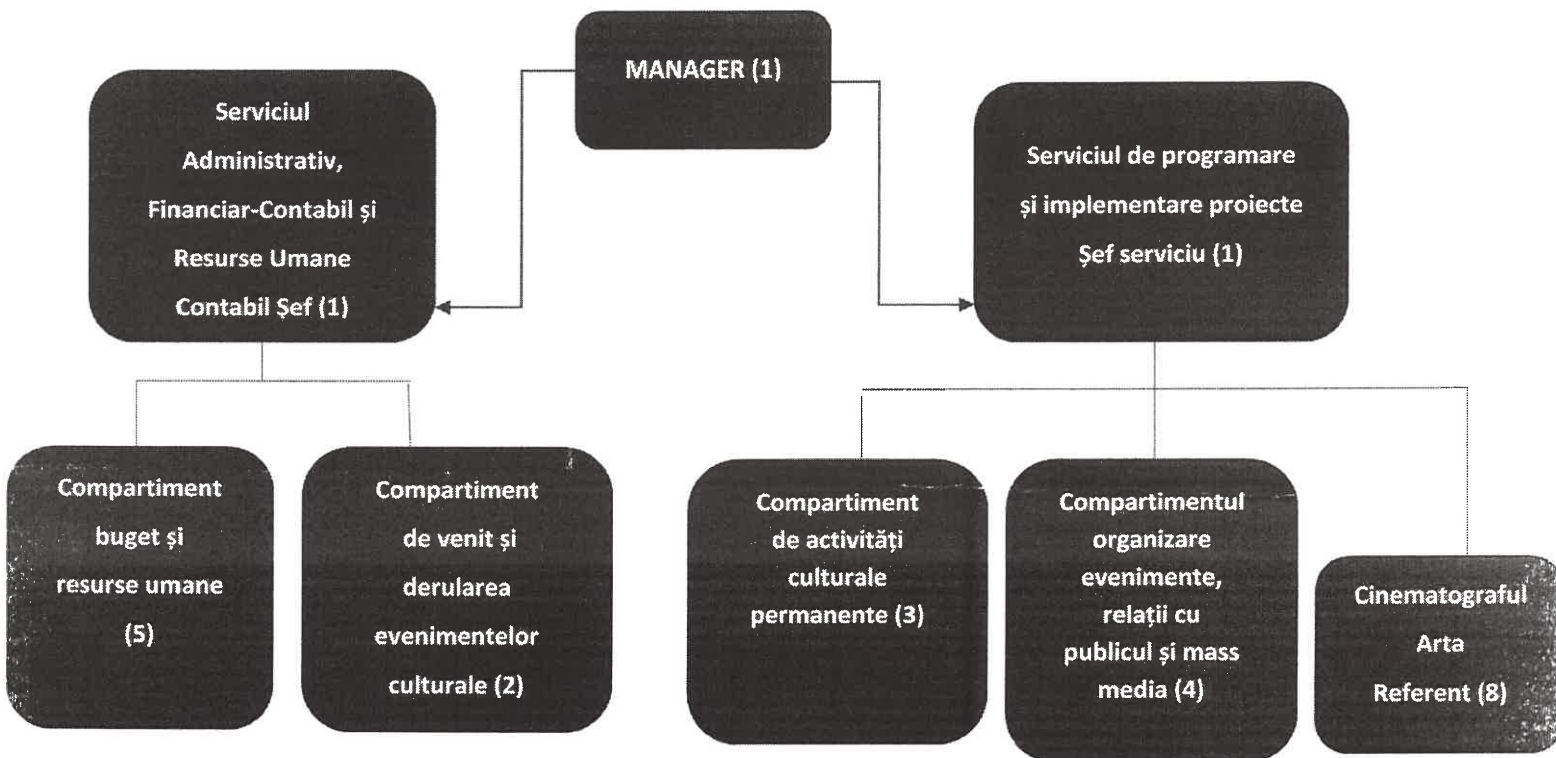 MANAGER (1)
Serviciul
Administrativ,
Financiar-Contabil și
Resurse Umane
Contabil Șef (1)
Serviciul de programare
și implementare proiecte
Șef serviciu (1)
Compartiment
buget și
resurse umane
(5)
Compartiment
de venit și
derularea
evenimentelor
culturale (2)
Compartiment
de activități
culturale
permanente (3)
Compartimentul
organizare
evenimente,
relații cu
publicul și mass
media (4)
Cinematograful
Arta
Referent (8)